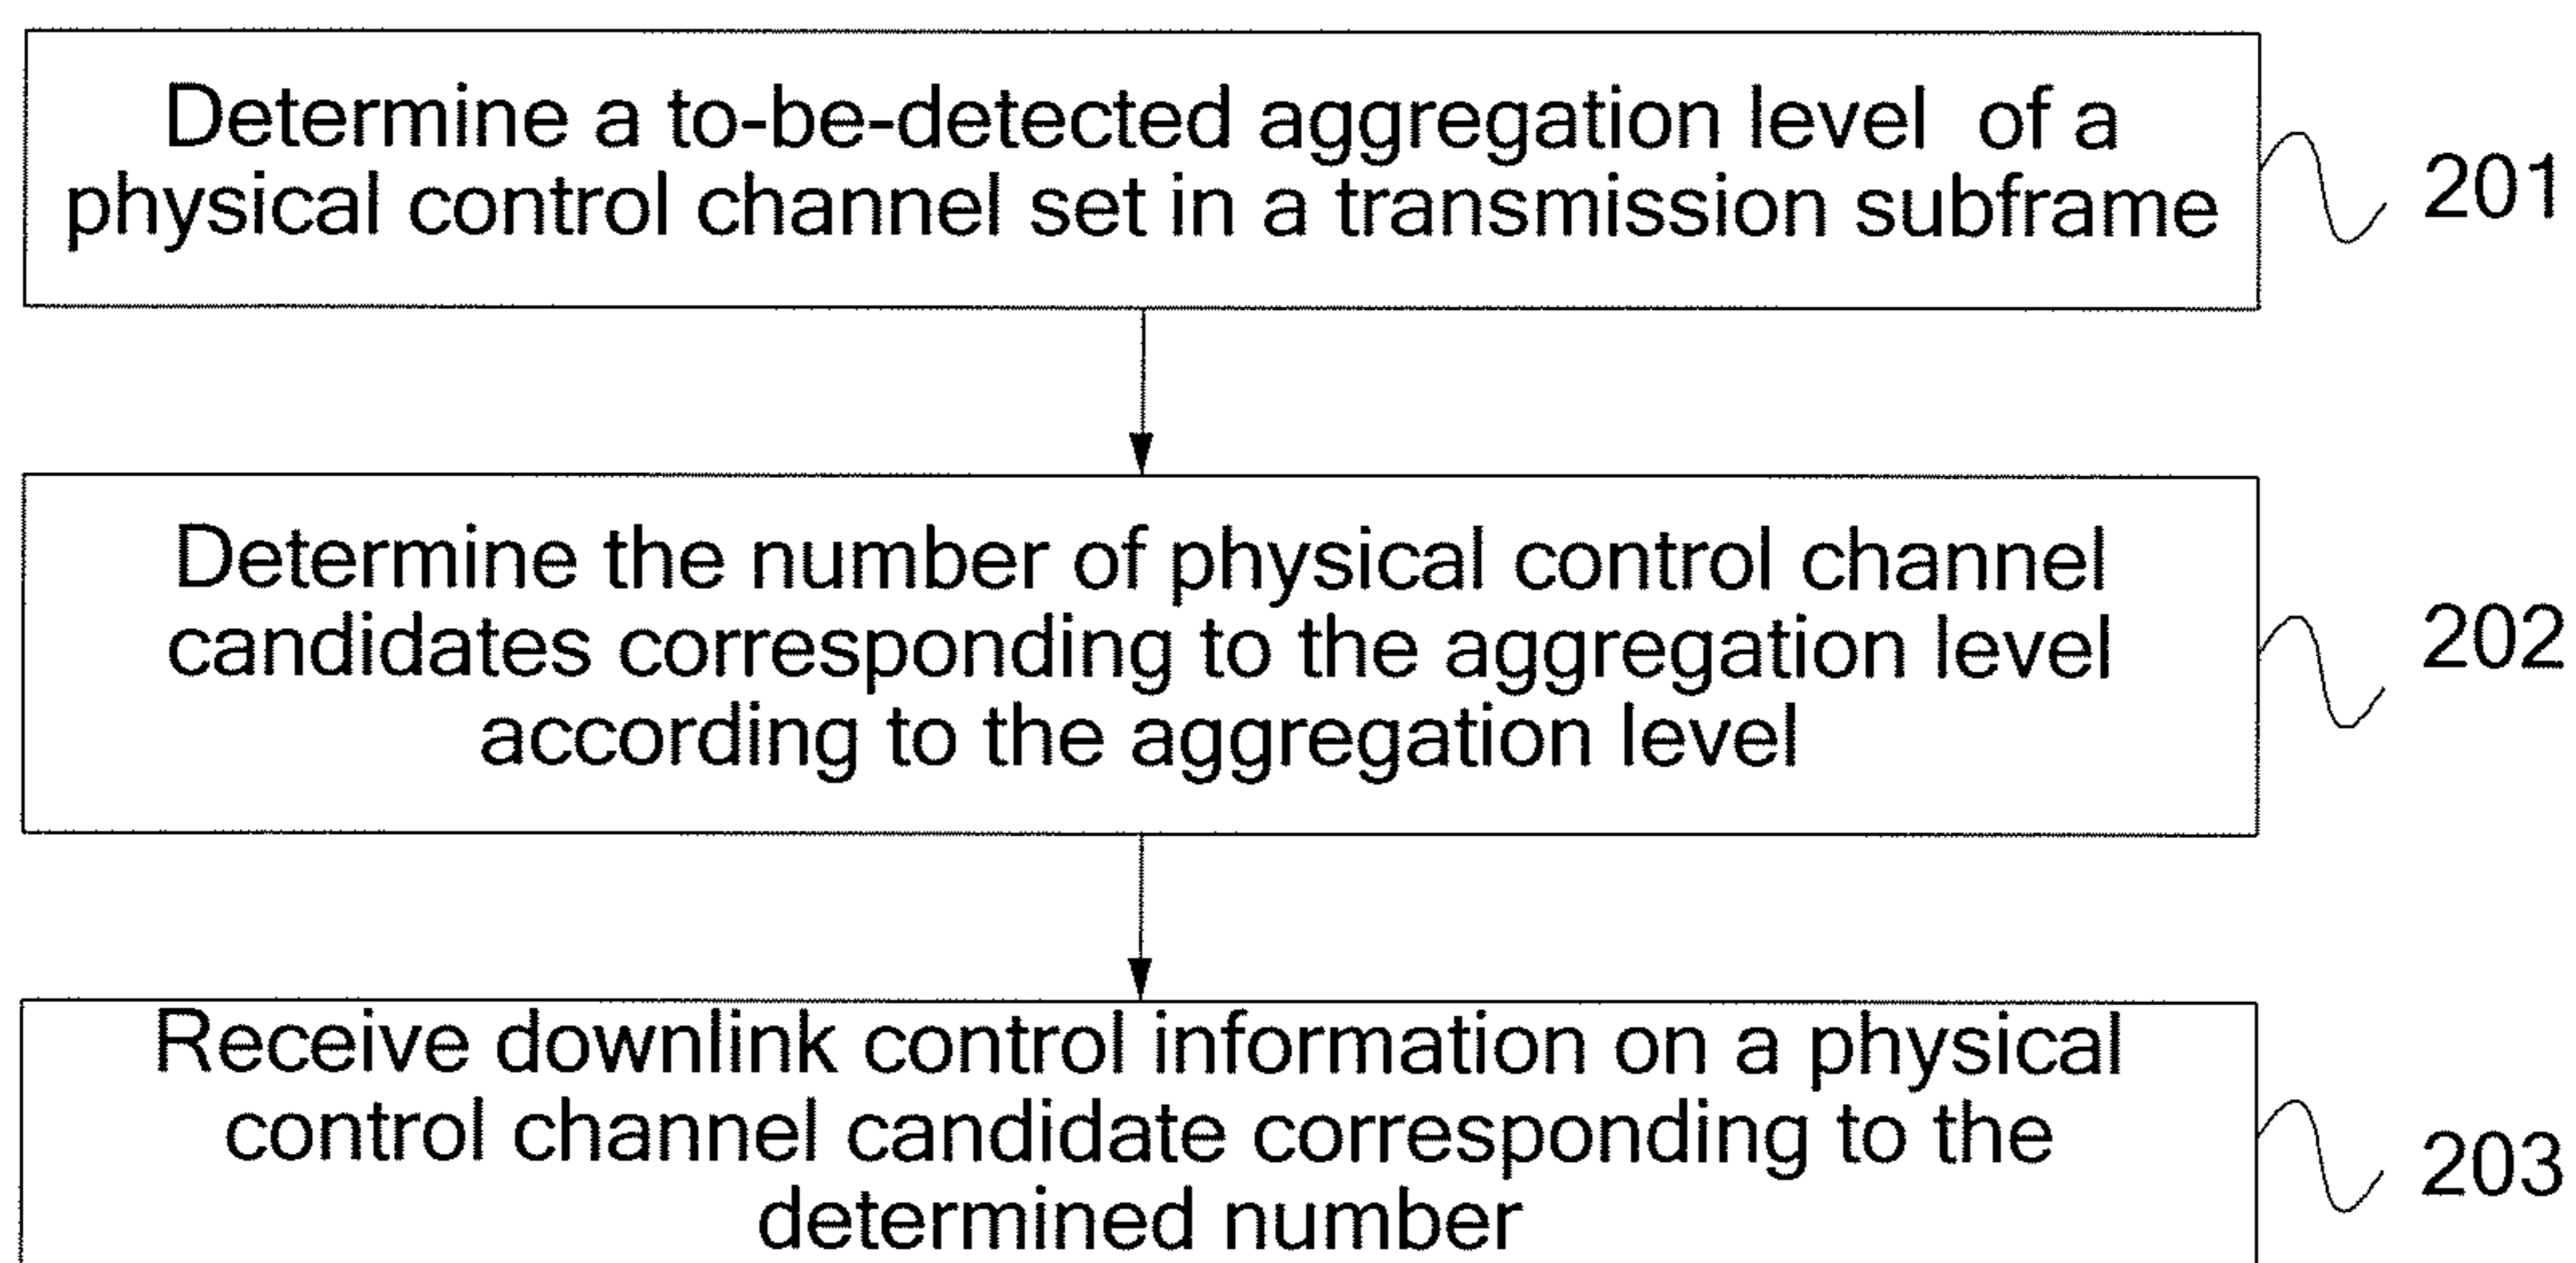 Determine a to-be-detected aggregation level of a
physical control channel set in a transmission subframe
201
Determine the number of physical control channel
candidates corresponding to the aggregation level
according to the aggregation level
202
Receive downlink control information on a physical
control channel candidate corresponding to the
determined number
203